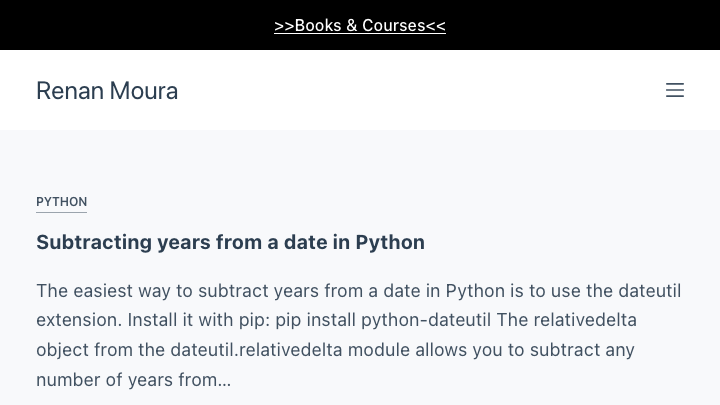 >>Books & Courses<<
Renan Moura
PYTHON
Subtracting years from a date in Python
The easiest way to subtract years from a date in Python is to use the dateutil
extension. Install it with pip: pip install python-dateutil The relativedelta
object from the dateutil.relativedelta module allows you to subtract any
number of years from...